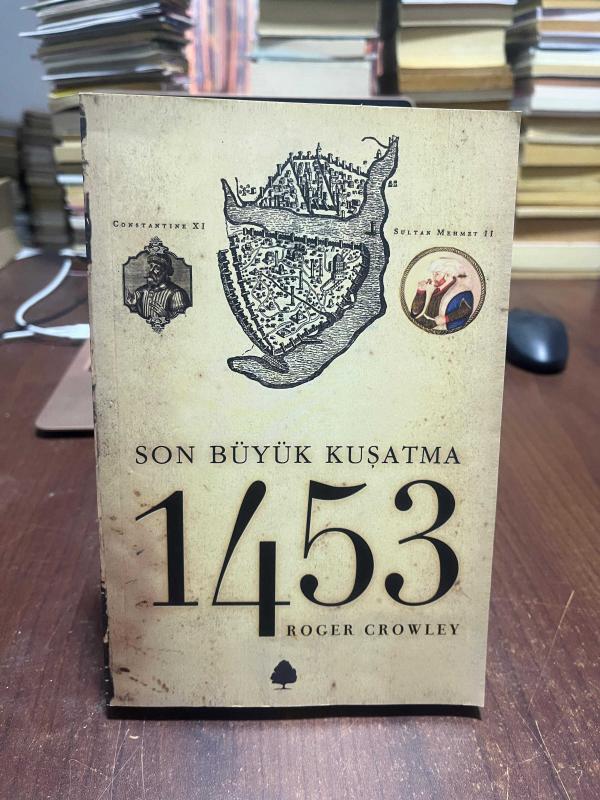 CONSTANTINE XI
SULTAN MEHMET II
SON BÜYÜK KUŞATMA
1453
ROGER CROWLEY